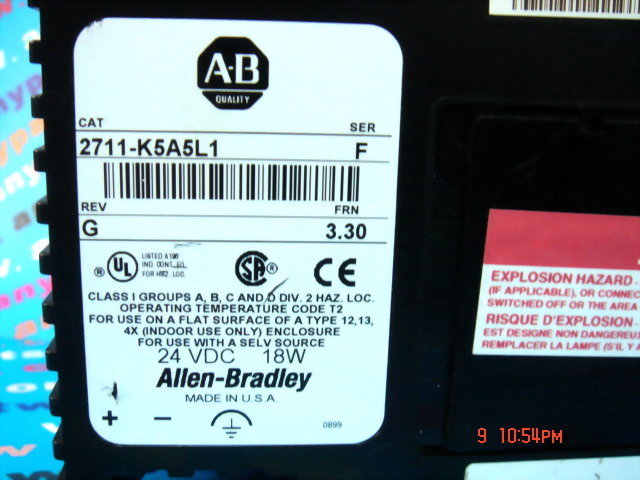 A-B
QUALITY
CAT SER
2711-K5A5L1 F
REV FRN
G 3.30
UL
LISTED
IND. CONT. EQ.
FOR HAZ. LOC.
SA
CE
CLASS I GROUPS A, B, C AND D DIV. 2 HAZ. LOC.
OPERATING TEMPERATURE CODE T2
FOR USE ON A FLAT SURFACE OF A TYPE 12,13,
4X (INDOOR USE ONLY) ENCLOSURE
FOR USE WITH A SELV SOURCE
24 VDC 18W
Allen-Bradley
MADE IN U.S.A.
+ −
0899
EXPLOSION HAZARD -
(IF APPLICABLE), OR CONNEC
SWITCHED OFF OR THE AREA
RISQUE D'EXPLOSION -
EST DESIGNE NON DANGEREUX
REMPLACER LA LAMPE (S'IL Y A
9 10:54PM